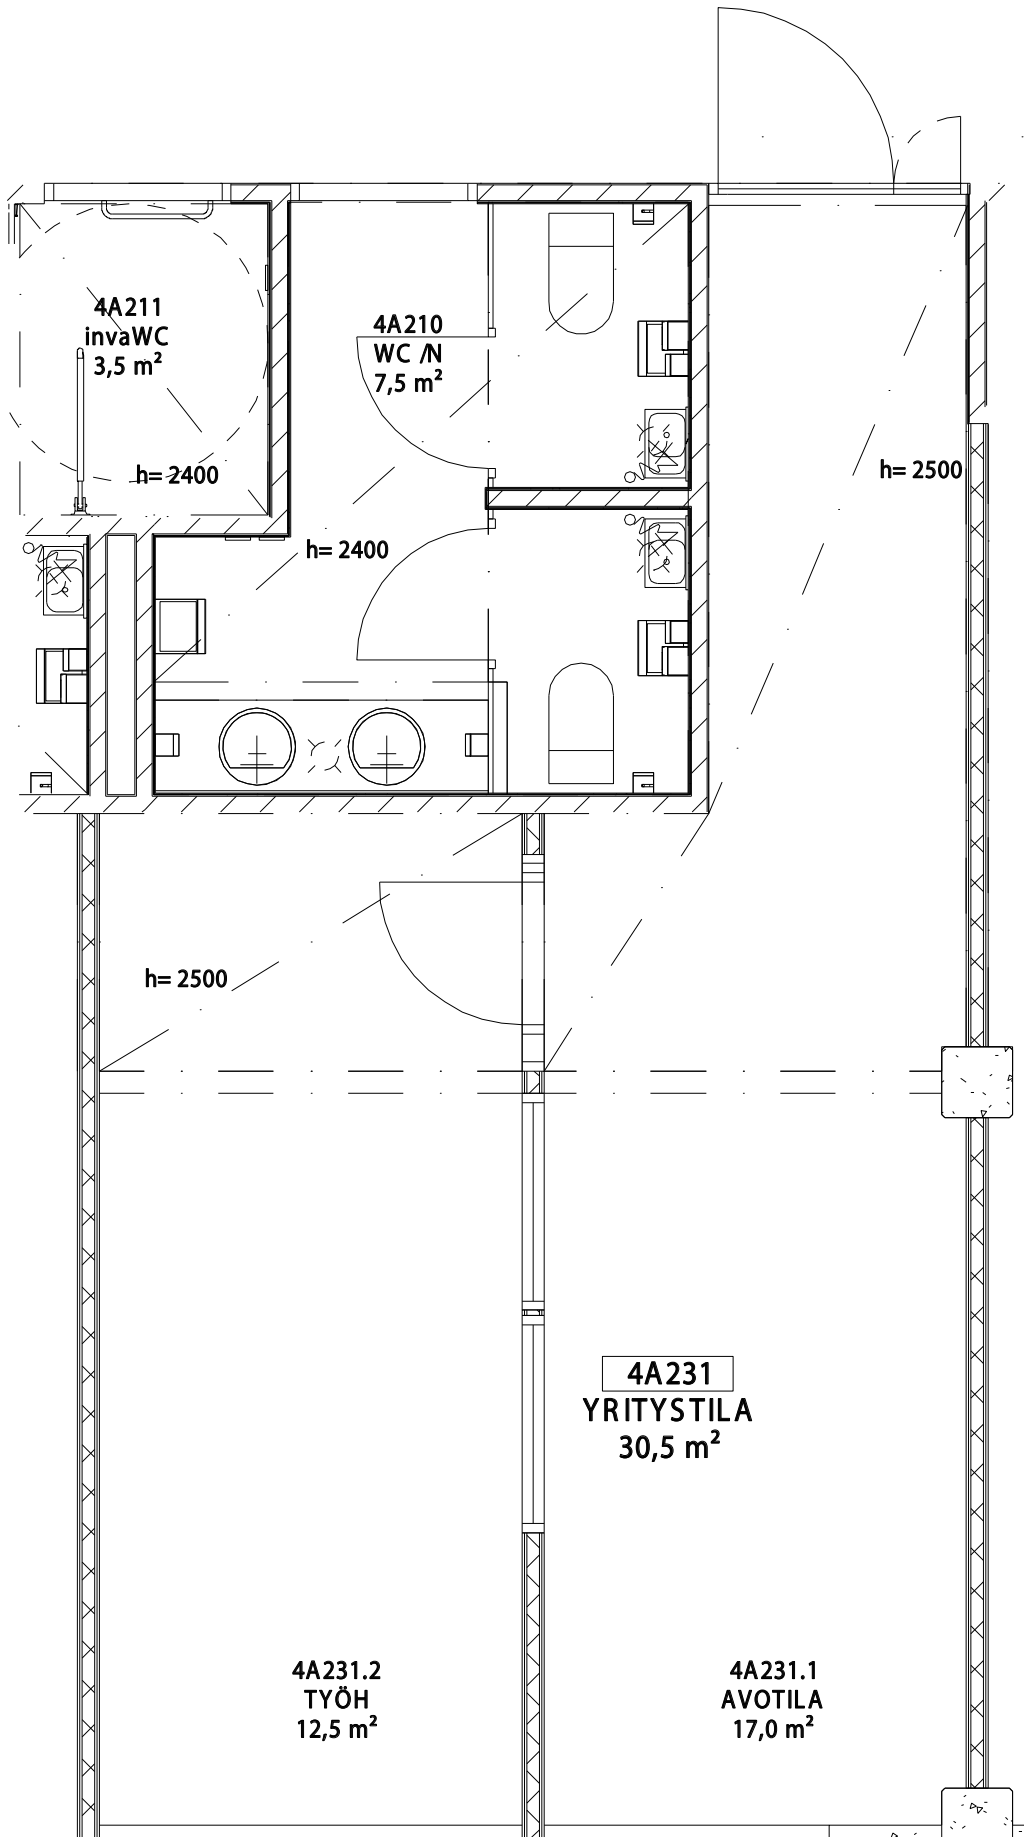 4A211
invaWC
3,5 m²
4A210
WC /N
7,5 m²
h= 2400
h= 2500
h= 2400
h= 2500
4A231
YRITYSTILA
30,5 m²
4A231.2
TYÖH
12,5 m²
4A231.1
AVOTILA
17,0 m²